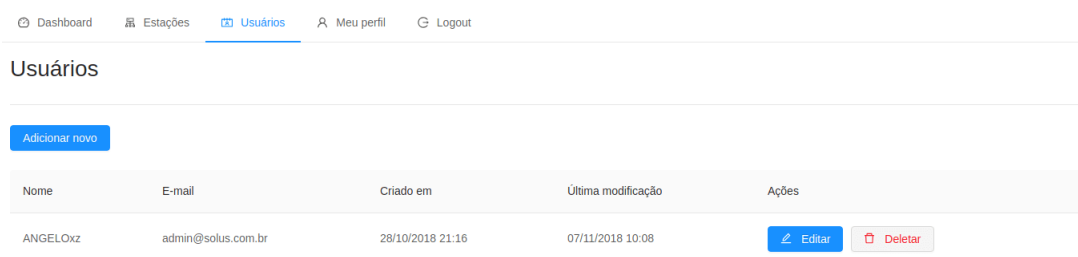 Dashboard Estações Usuários Meu perfil Logout
Usuários
Adicionar novo
Nome E-mail Criado em Última modificação Ações
ANGELOxz admin@solus.com.br 28/10/2018 21:16 07/11/2018 10:08 Editar Deletar